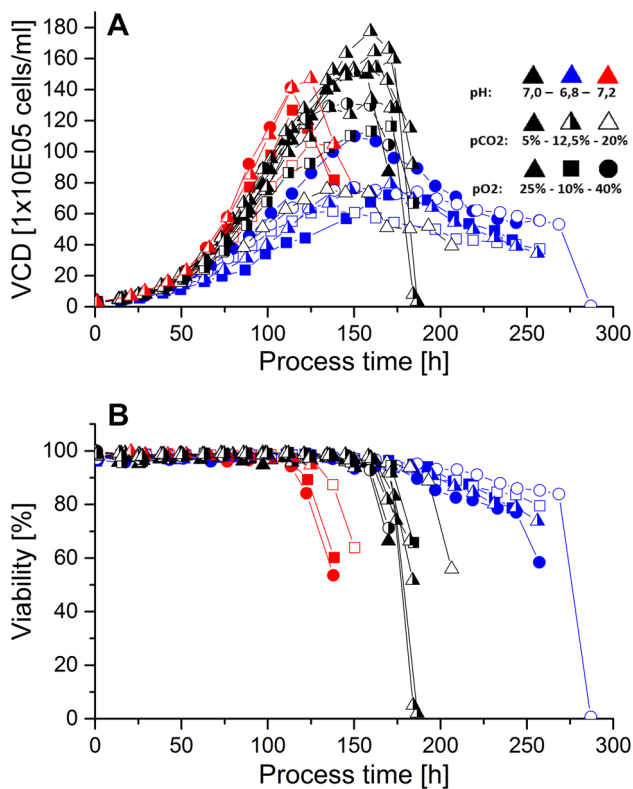 A
VCD [1x10E05 cells/ml]
180
160
140
120
100
80
60
40
20
0
pH: 7,0 – 6,8 – 7,2
pCO2: 5% - 12,5% - 20%
pO2: 25% - 10% - 40%
0 50 100 150 200 250 300
Process time [h]
B
Viability [%]
100
80
60
40
20
0
0 50 100 150 200 250 300
Process time [h]